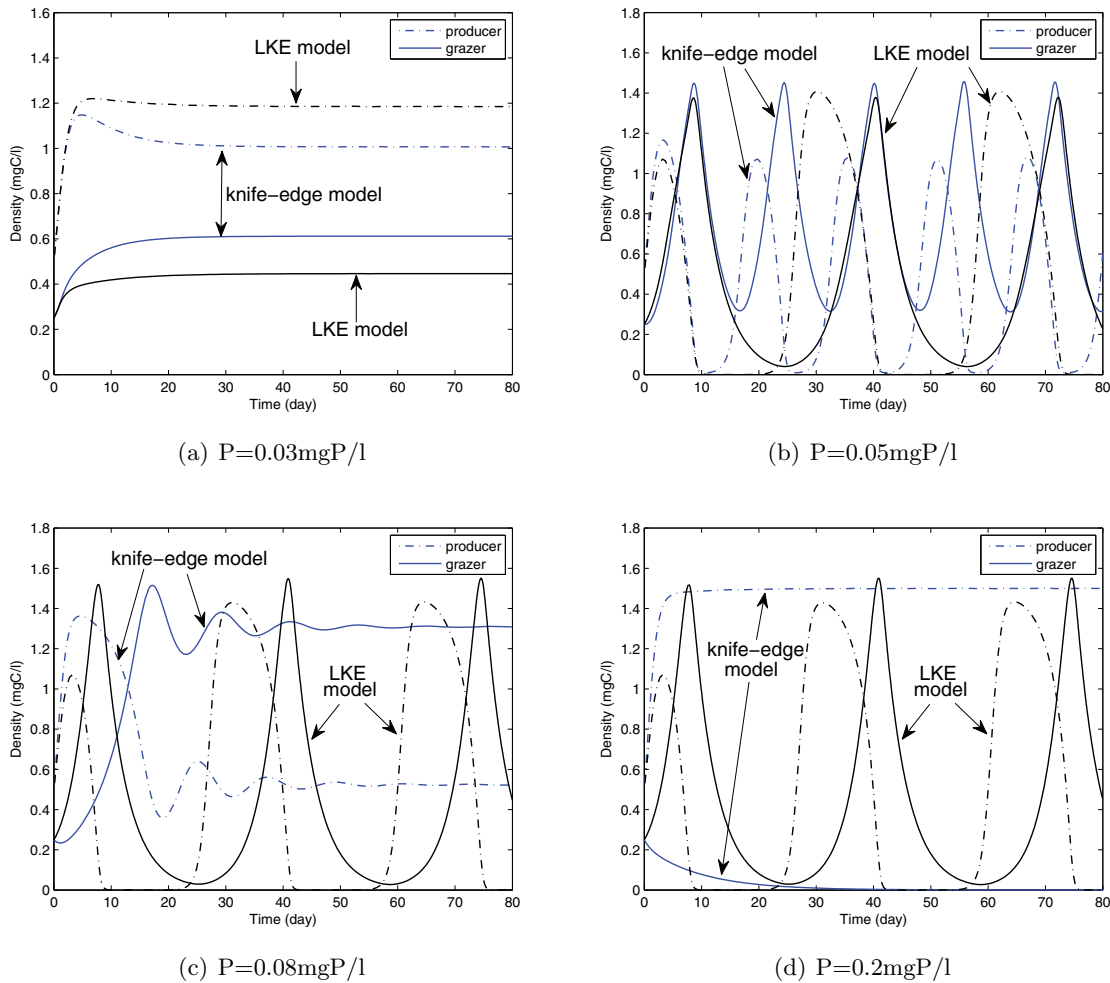 1.6
1.4
1.2
1
0.8
0.6
0.4
0.2
0
Density (mgC/l)
producer
grazer
LKE model
knife-edge model
LKE model
0 10 20 30 40 50 60 70 80
Time (day)
(a) P=0.03mgP/l
1.8
1.6
1.4
1.2
1
0.8
0.6
0.4
0.2
0
Density (mgC/l)
producer
grazer
knife-edge model
LKE model
0 10 20 30 40 50 60 70 80
Time (day)
(b) P=0.05mgP/l
1.8
1.6
1.4
1.2
1
0.8
0.6
0.4
0.2
0
Density (mgC/l)
producer
grazer
knife-edge model
LKE
model
0 10 20 30 40 50 60 70 80
Time (day)
(c) P=0.08mgP/l
1.8
1.6
1.4
1.2
1
0.8
0.6
0.4
0.2
0
Density (mgC/l)
producer
grazer
knife-edge
model
LKE
model
0 10 20 30 40 50 60 70 80
Time (day)
(d) P=0.2mgP/l